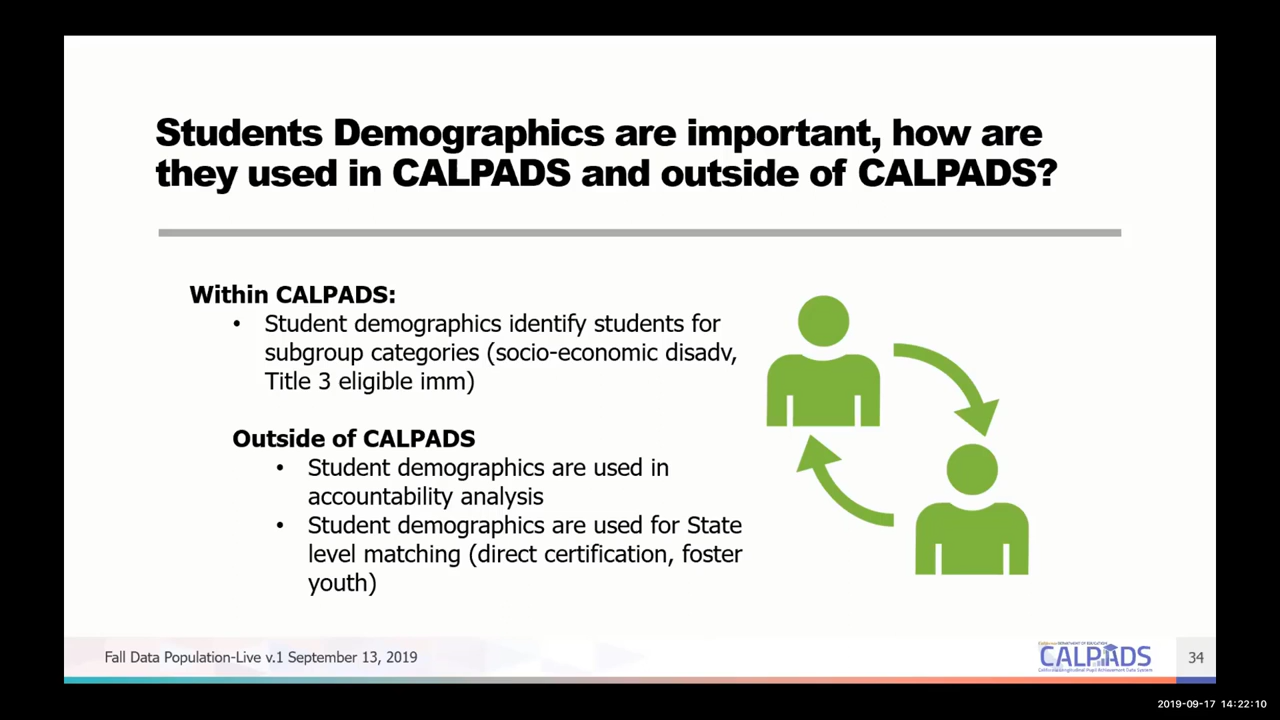 Students Demographics are important, how are
they used in CALPADS and outside of CALPADS?
Within CALPADS:
• Student demographics identify students for
subgroup categories (socio-economic disadv,
Title 3 eligible imm)
Outside of CALPADS
• Student demographics are used in
accountability analysis
• Student demographics are used for State
level matching (direct certification, foster
youth)
Fall Data Population-Live v.1 September 13, 2019
CALPADS
34
2019-09-17 14:22:10